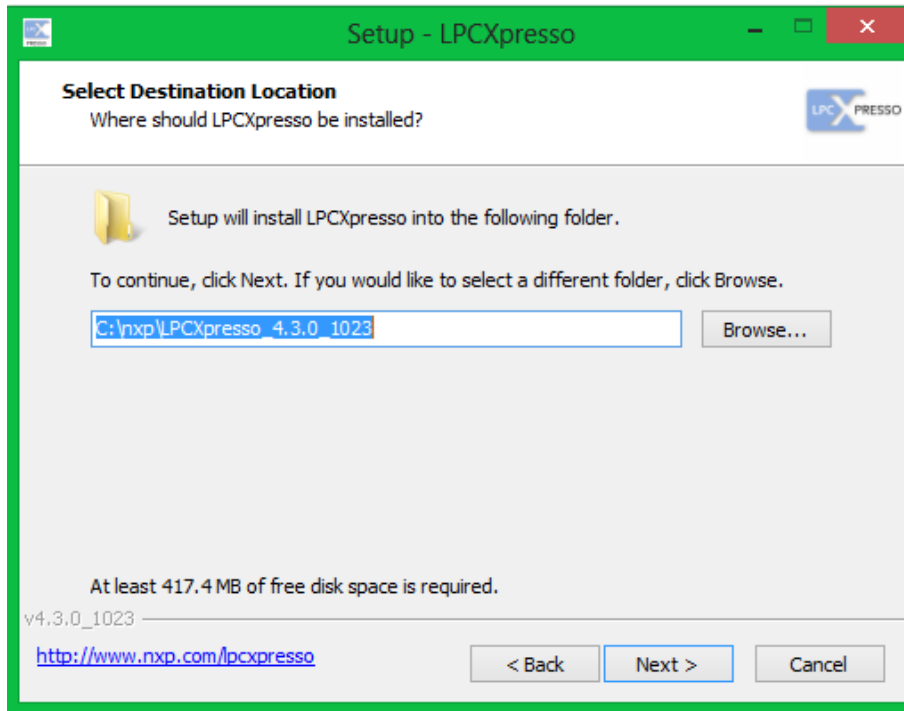 Setup - LPCXpresso
Select Destination Location
Where should LPCXpresso be installed?
LPC XPRESSO
Setup will install LPCXpresso into the following folder.
To continue, click Next. If you would like to select a different folder, click Browse.
C:\nxp\LPCXpresso_4.3.0_1023
Browse...
At least 417.4 MB of free disk space is required.
v4.3.0_1023
http://www.nxp.com/lpcxpresso
< Back
Next >
Cancel